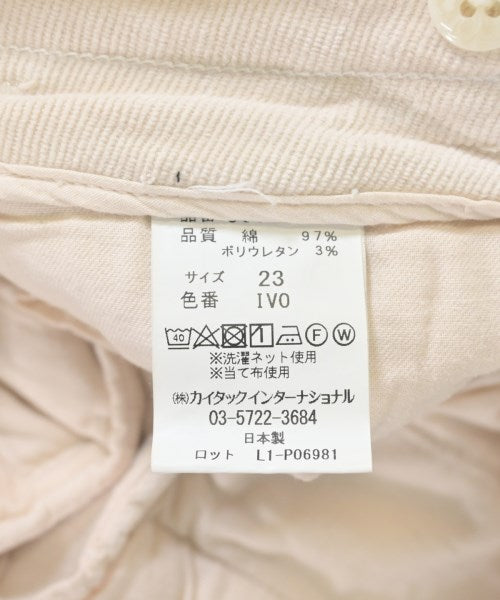 品質 綿 97%
ポリウレタン 3%
サイズ 23
色番 IVO
40 1 F W
※洗濯ネット使用
※当て布使用
㈱カイタックインターナショナル
03-5722-3684
日本製
ロット L1-P06981